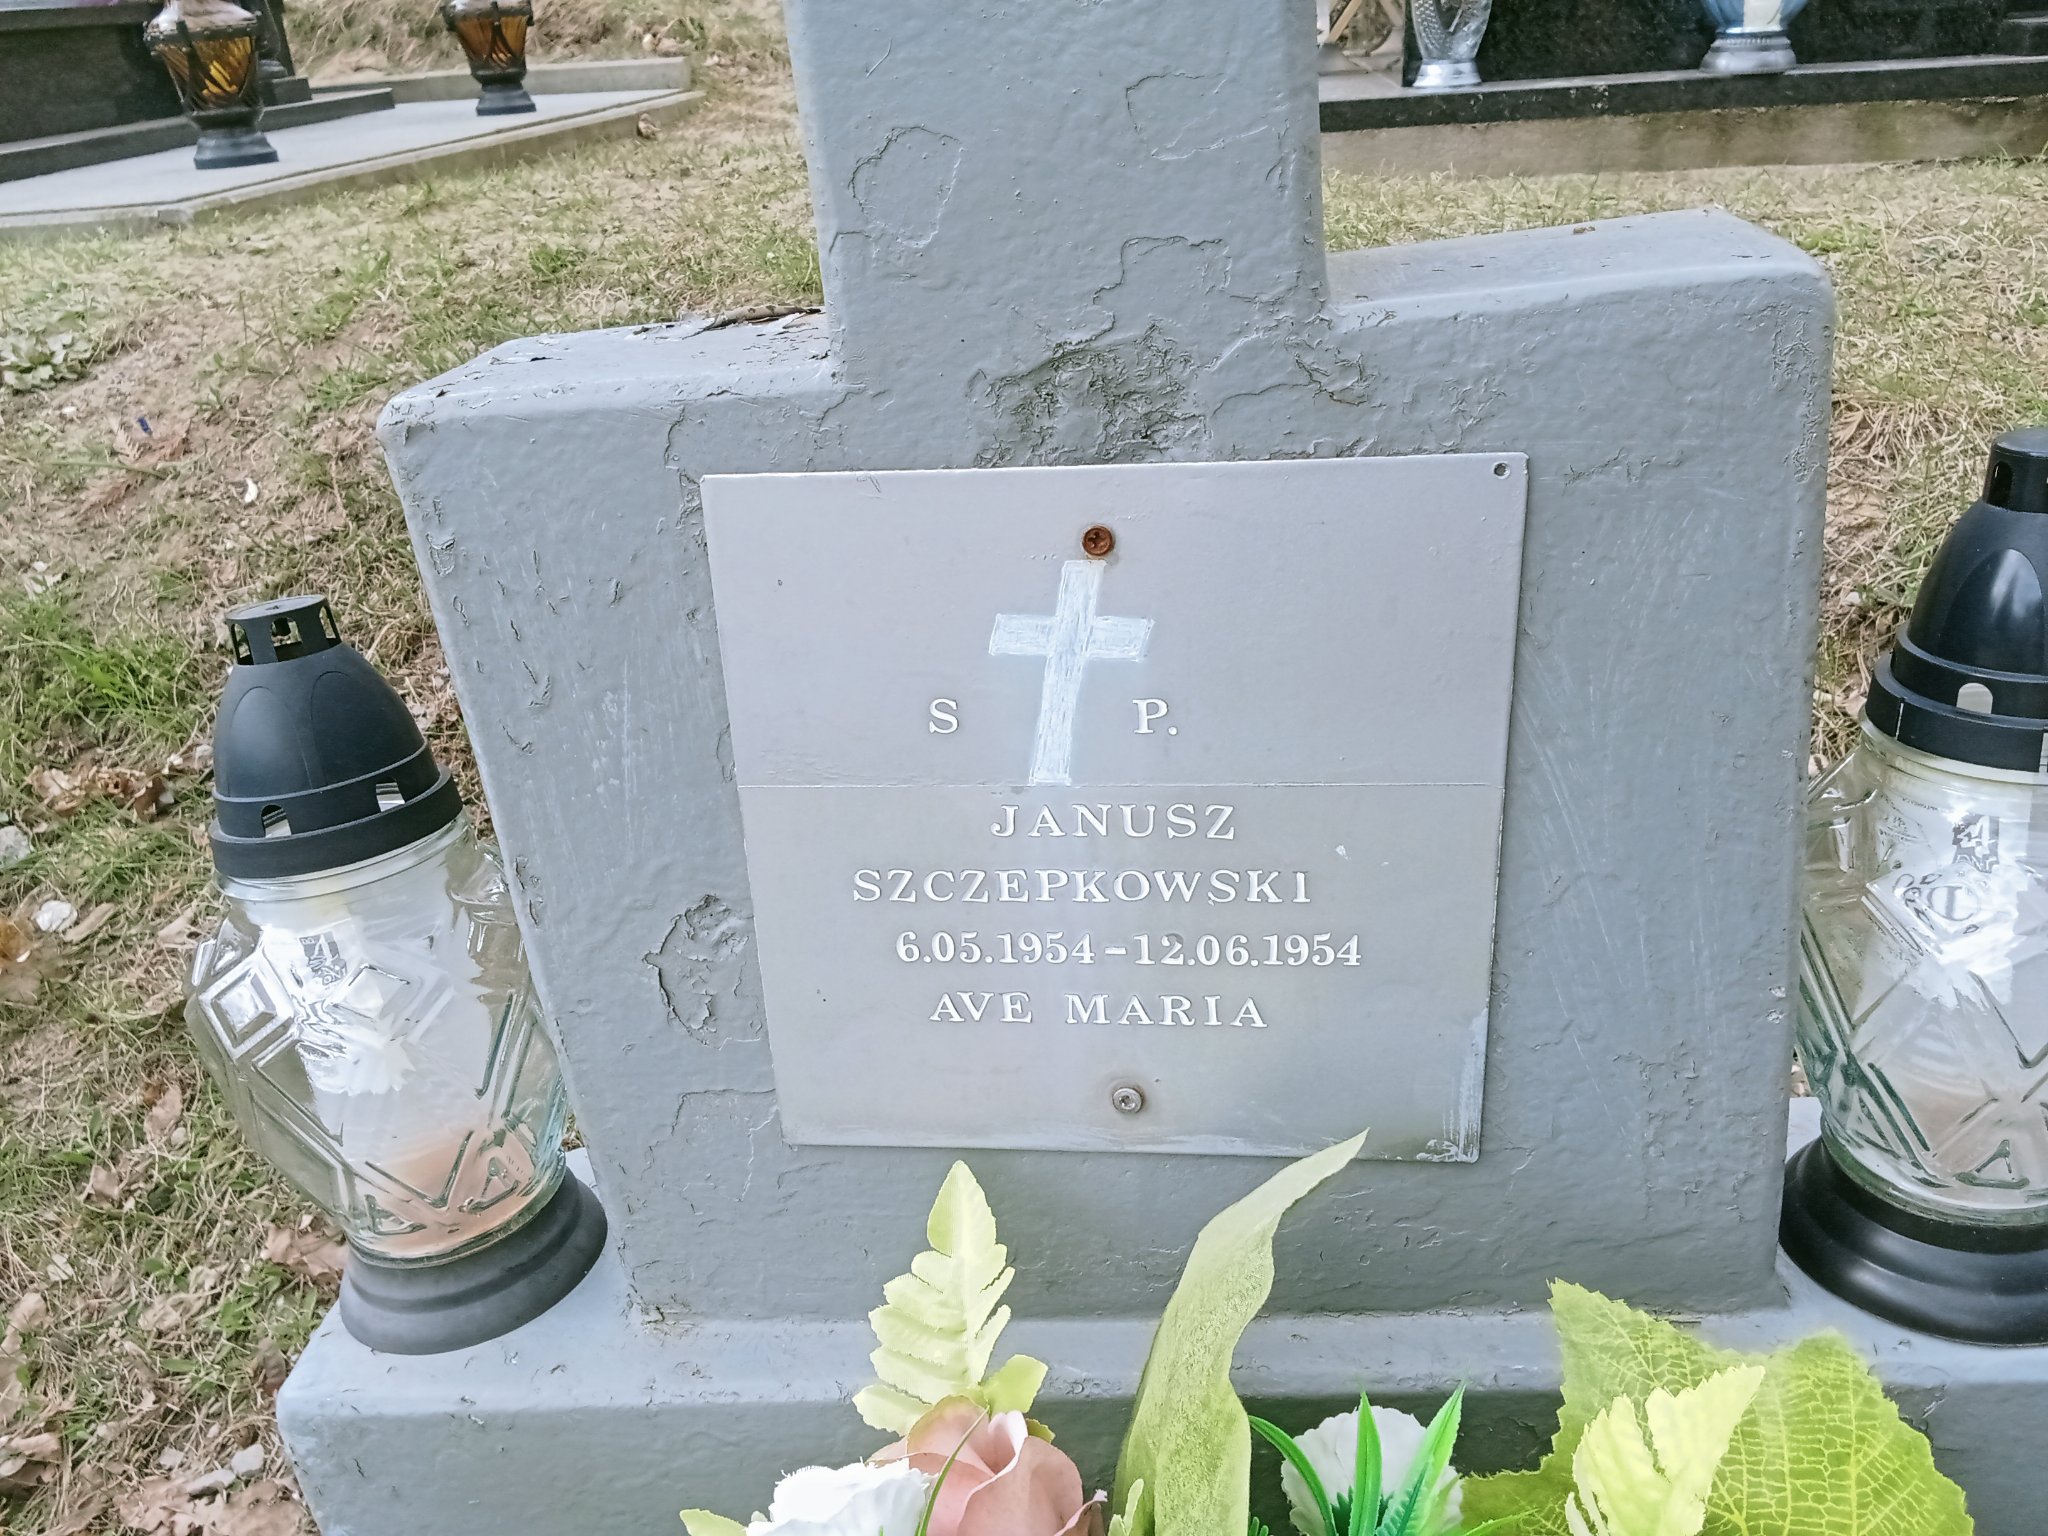 S P.
JANUSZ
SZCZEPKOWSKI
6.05.1954-12.06.1954
AVE MARIA